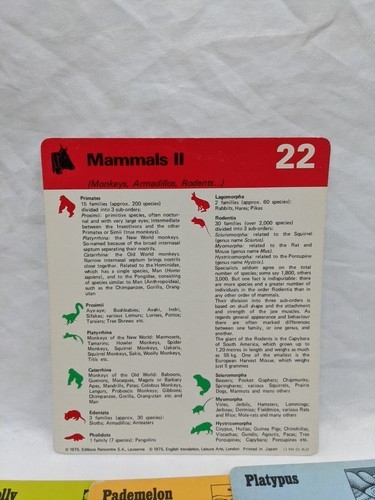 Mammals II
22
(Monkeys, Armadillos, Rodents...)
Primates
15 families (approx. 200 species)
divided into 3 sub-orders:
Prosimii: primitive species, often noctur-
nal and with very large eyes; intermediate
between the Insectivora and the other
Primates or Simii (true monkeys).
Platyrrhina: the New World monkeys.
So-named because of the broad internasal
septum separating their nostrils.
Catarrhina: the Old World monkeys.
Narrow internasal septum brings nostrils
close together. Related to the Hominidae,
which has a single species, Man (Homo
sapiens), and to the Pongidae, consisting
of species similar to Man (Anthropoidea),
such as the Chimpanzee, Gorilla, Orang-
utan
Prosimii
Aye-aye; Bushbabies; Avahi, Indri,
Sifakas; various Lemurs; Lorises, Pottos;
Tarsiers; Tree Shrews etc.
Platyrrhina
Monkeys of the New World: Marmosets,
Tamarins; Howler Monkeys, Spider
Monkeys, Squirrel Monkeys, Uakaris,
Sakis, Woolly Monkeys,
Titis, etc.
Catarrhina
Monkeys of the Old World: Baboons,
Guenons, Macaques, Magots or Barbary
Apes, Mandrills, Patas; Colobus Monkeys,
Langurs, Proboscis Monkeys; Gibbons;
Chimpanzees, Gorillas, Orangutans etc. and
Man
Edentata
3 families (approx. 30 species)
Sloths; Armadillos; Anteaters
Pholidota
1 family (7 species); Pangolins
Lagomorpha
2 families (approx. 60 species):
Rabbits, Hares; Pikas
Rodentia
30 families (over 2,000 species)
divided into 3 sub-orders:
Sciuromorpha: related to the Squirrel
(genus name Sciurus).
Myomorpha: related to the Rat and
Mouse (genus name Mus).
Hystricomorpha: related to the Porcupine
(genus name Hystrix).
Specialists seldom agree on the total
number of species; some say 1,800, others
3,000. But one fact is indisputable: there
are more species and a greater number of
individuals in the order Rodentia than in
any other order of mammals.
Their division into three sub-orders is
based on skull shape and the attachment
and strength of the jaw muscles. As
regards general appearance and behaviour
there are often marked differences
between one family, or one genus, and
another.
The giant of the Rodents is the Capybara
of South America, which grows up to
1.20 metres in length and weighs as much
as 55 kg. One of the smallest is the
European Harvest Mouse, which weighs
just 6 grammes
Sciuromorpha
Beavers; Pocket Gophers; Chipmunks;
Springhares; various Squirrels, Prairie
Dogs, Marmots and many others
Myomorpha
Voles, Jerbils, Hamsters, Lemmings;
Jerboas; Dormice; Fieldmice, various Rats
and Mice; Mole-rats and many others
Hystricomorpha
Coypus, Hutias; Guinea Pigs; Chinchillas,
Viscachas; Gundis; Agoutis, Pacas; Tree
Porcupines; Capybara; Porcupines etc.
© 1975, Editions Rencontre S.A., Lausanne © 1975, English translation, Leisure Arts, London. Printed in Japan
Pademelon
Platypus